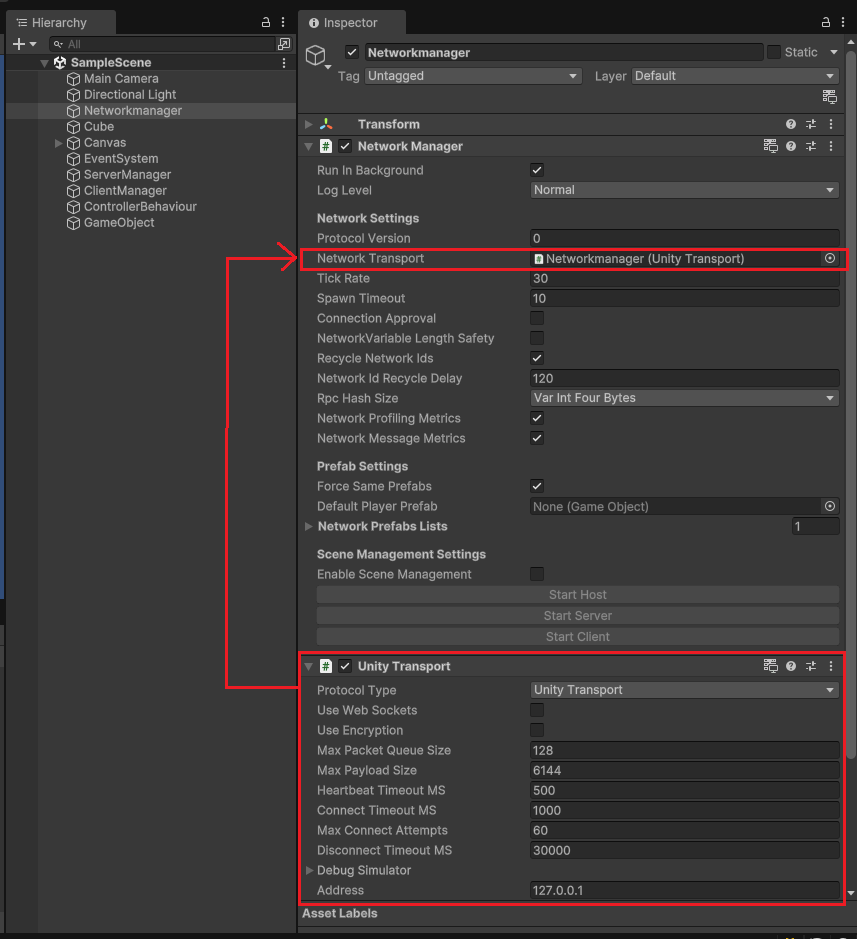 Hierarchy
All
SampleScene
Main Camera
Directional Light
Networkmanager
Cube
Canvas
EventSystem
ServerManager
ClientManager
ControllerBehaviour
GameObject
Inspector
Networkmanager
Static
Tag Untagged Layer Default
Transform
# Network Manager
Run In Background
Log Level Normal
Network Settings
Protocol Version 0
Network Transport # Networkmanager (Unity Transport)
Tick Rate 30
Spawn Timeout 10
Connection Approval
NetworkVariable Length Safety
Recycle Network Ids
Network Id Recycle Delay 120
Rpc Hash Size Var Int Four Bytes
Network Profiling Metrics
Network Message Metrics
Prefab Settings
Force Same Prefabs
Default Player Prefab None (Game Object)
Network Prefabs Lists 1
Scene Management Settings
Enable Scene Management
Start Host
Start Server
Start Client
# Unity Transport
Protocol Type Unity Transport
Use Web Sockets
Use Encryption
Max Packet Queue Size 128
Max Payload Size 6144
Heartbeat Timeout MS 500
Connect Timeout MS 1000
Max Connect Attempts 60
Disconnect Timeout MS 30000
Debug Simulator
Address 127.0.0.1
Asset Labels